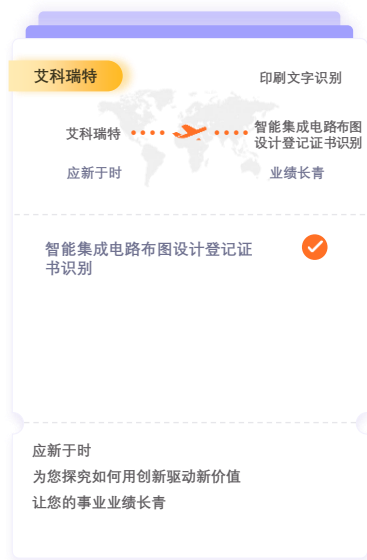 艾科瑞特
印刷文字识别
艾科瑞特
智能集成电路布图
设计登记证书识别
应新于时
业绩长青
智能集成电路布图设计登记证
书识别
应新于时
为您探究如何用创新驱动新价值
让您的事业业绩长青